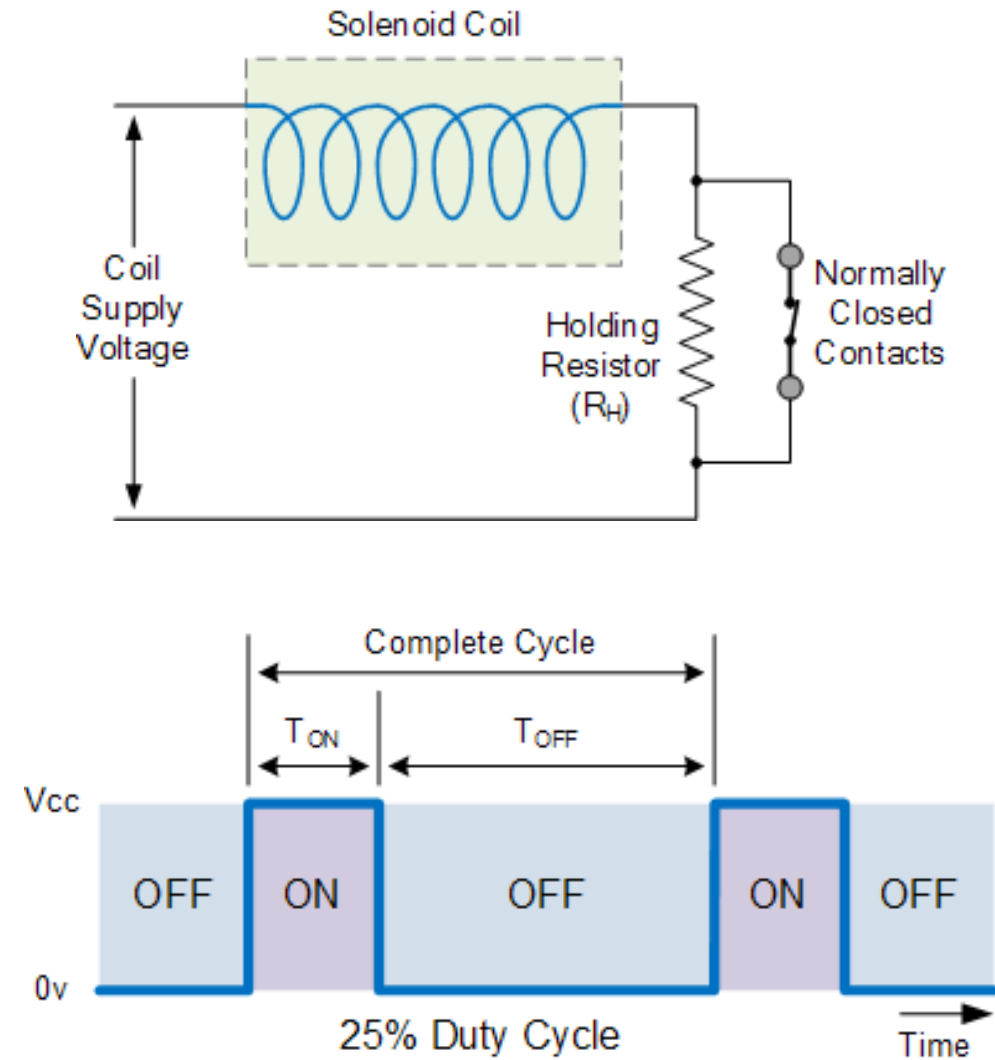 Solenoid Coil
Coil
Supply
Voltage
Holding
Resistor
(RH)
Normally
Closed
Contacts
Complete Cycle
TON
TOFF
Vcc
OFF
ON
OFF
ON
OFF
0v
25% Duty Cycle
Time